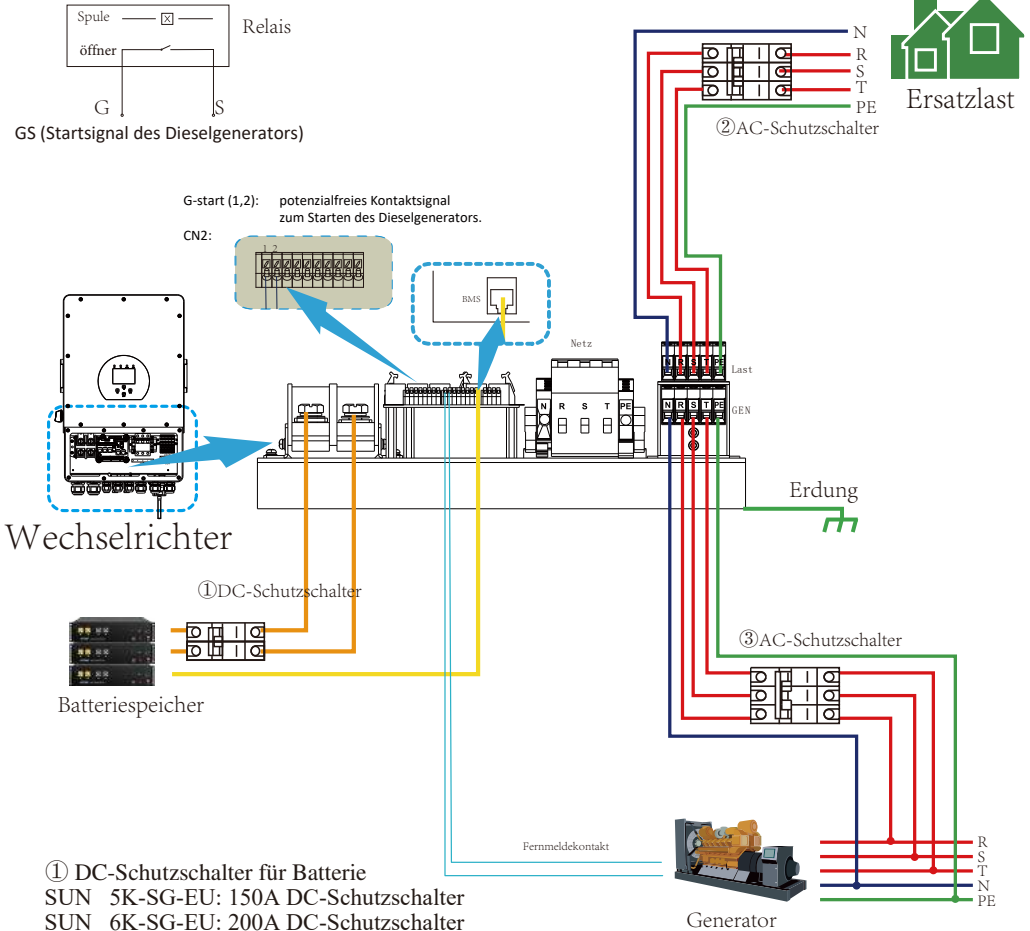 Spule
Relais
öffner
G S
GS (Startsignal des Dieselgenerators)
N
R
S
T
PE
Ersatzlast
②AC-Schutzschalter
G-start (1,2): potenzialfreies Kontaktsignal
zum Starten des Dieselgenerators.
CN2:
1 2
BMS
Netz
N R S T PE
Last
N R S T PE
N R S T PE
GEN
Erdung
Wechselrichter
①DC-Schutzschalter
③AC-Schutzschalter
Batteriespeicher
Fernmeldekontakt
R
S
T
N
PE
Generator
① DC-Schutzschalter für Batterie
SUN 5K-SG-EU: 150A DC-Schutzschalter
SUN 6K-SG-EU: 200A DC-Schutzschalter